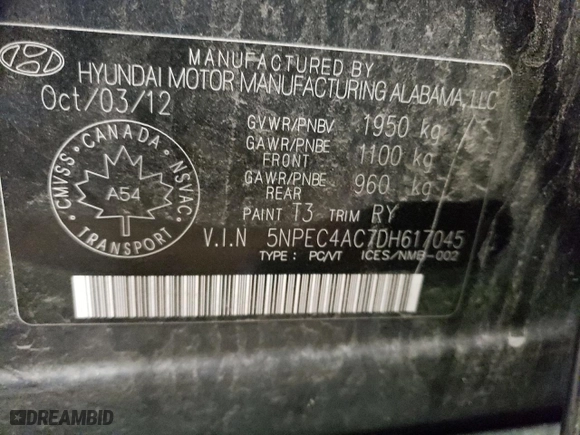 MANUFACTURED BY
HYUNDAI MOTOR MANUFACTURING ALABAMA, LLC
Oct/03/12
GVWR/PNBV 1950 kg
GAWR/PNBE FRONT 1100 kg
GAWR/PNBE REAR 960 kg
PAINT T3 TRIM RY
V.I.N 5NPEC4AC7DH617045
TYPE : PC/VT ICES/NMB-002
CANADA
CMVSS
NSVAC
A54
TRANSPORT
DREAMBID